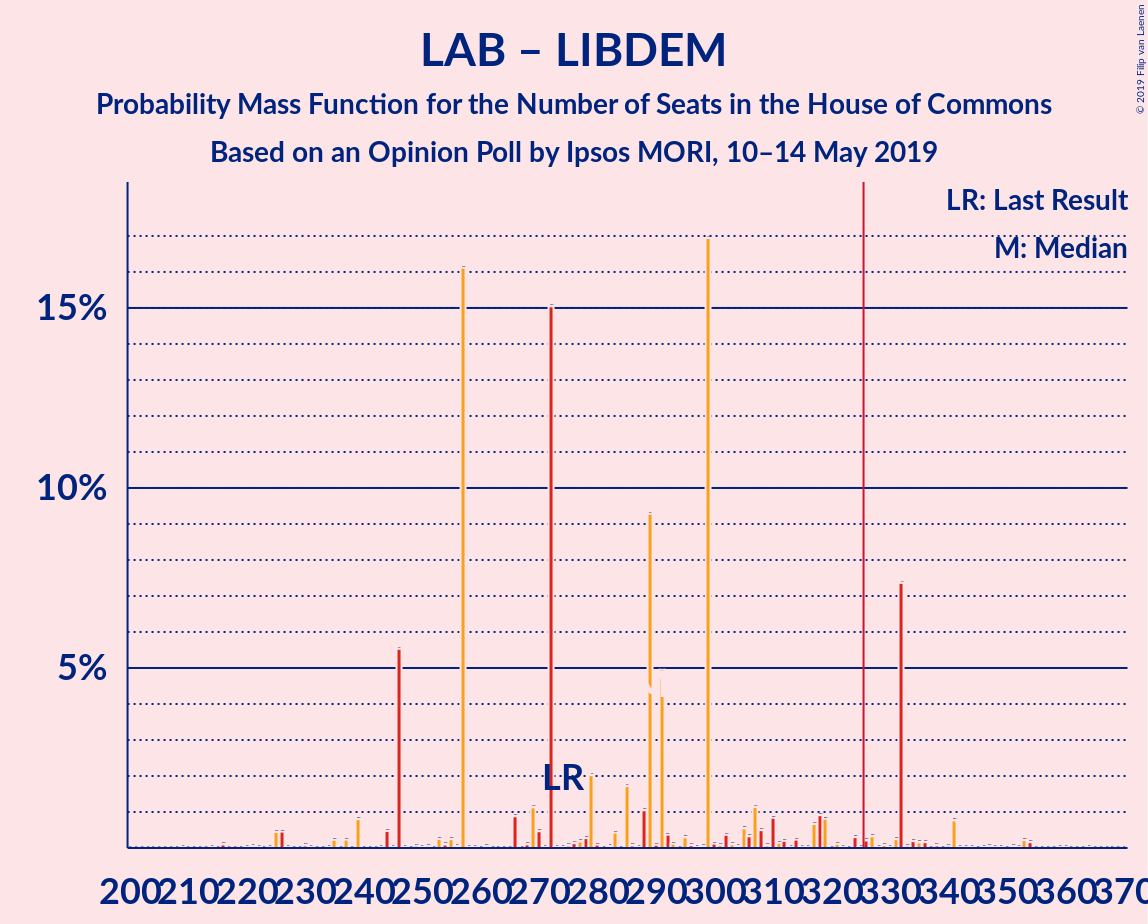 LAB – LIBDEM
Probability Mass Function for the Number of Seats in the House of Commons
Based on an Opinion Poll by Ipsos MORI, 10–14 May 2019
© 2019 Filip van Laenen
LR: Last Result
M: Median
15%
10%
5%
LR
200 210 220 230 240 250 260 270 280 290 300 310 320 330 340 350 360 370